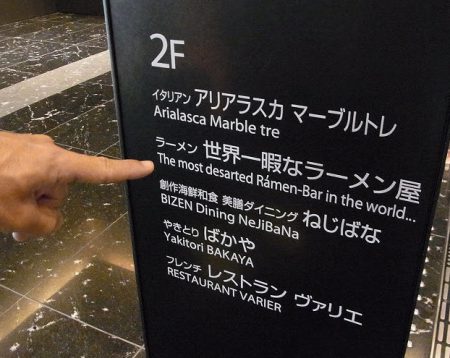 2F
イタリアン アリアラスカ マーブルトレ
Arialasca Marble tre
ラーメン 世界一暇なラーメン屋
The most desarted Rámen-Bar in the world...
創作海鮮和食 美膳ダイニング ねじばな
BIZEN Dining NeJiBaNa
やきとり ばかや
Yakitori BAKAYA
フレンチ レストラン ヴァリエ
RESTAURANT VARIER